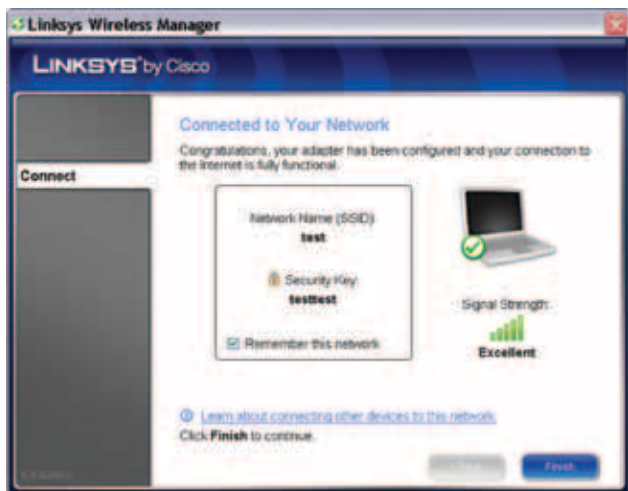 Linksys Wireless Manager
LINKSYS® by Cisco
Connected to Your Network
Congratulations, your adapter has been configured and your connection to
the Internet is fully functional.
Connect
Network Name (SSID):
test
Security Key:
testtest
Remember this network
Signal Strength:
Excellent
Learn about connecting other devices to this network.
Click Finish to continue.
Finish